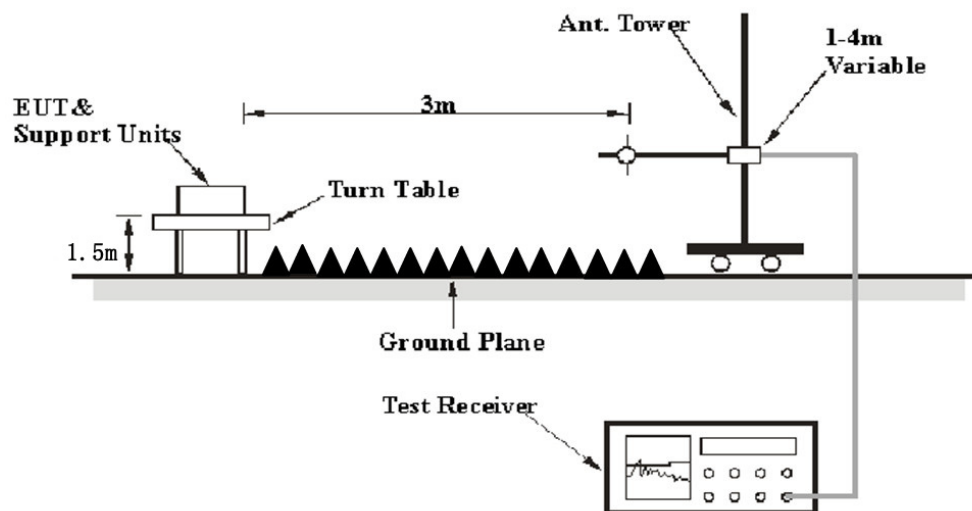 Ant. Tower
1-4m
Variable
3m
EUT&
Support Units
Turn Table
1.5m
Ground Plane
Test Receiver